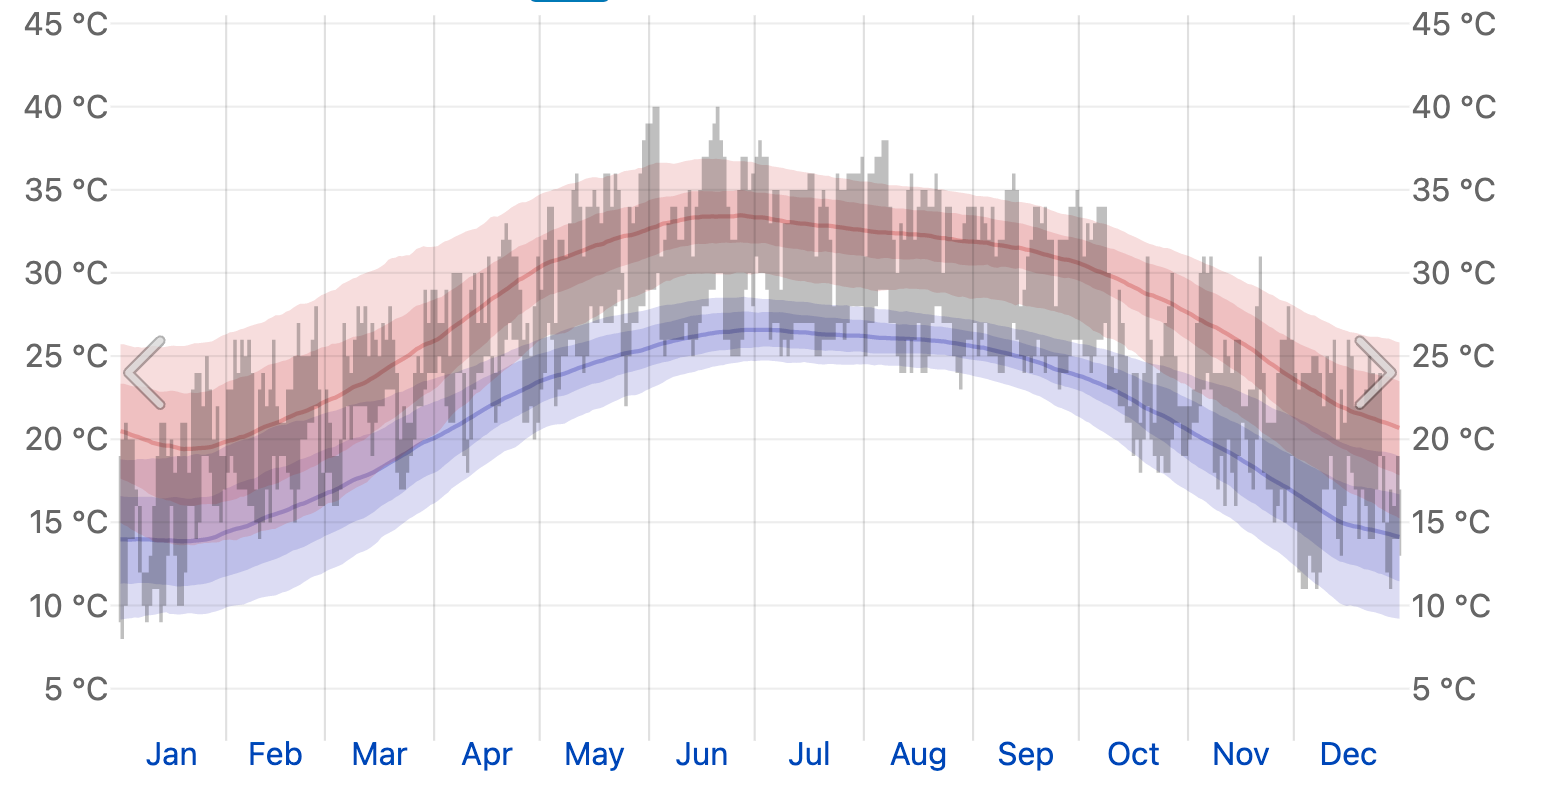 45 °C 45 °C
40 °C 40 °C
35 °C 35 °C
30 °C 30 °C
25 °C 25 °C
20 °C 20 °C
15 °C 15 °C
10 °C 10 °C
5 °C 5 °C
Jan Feb Mar Apr May Jun Jul Aug Sep Oct Nov Dec